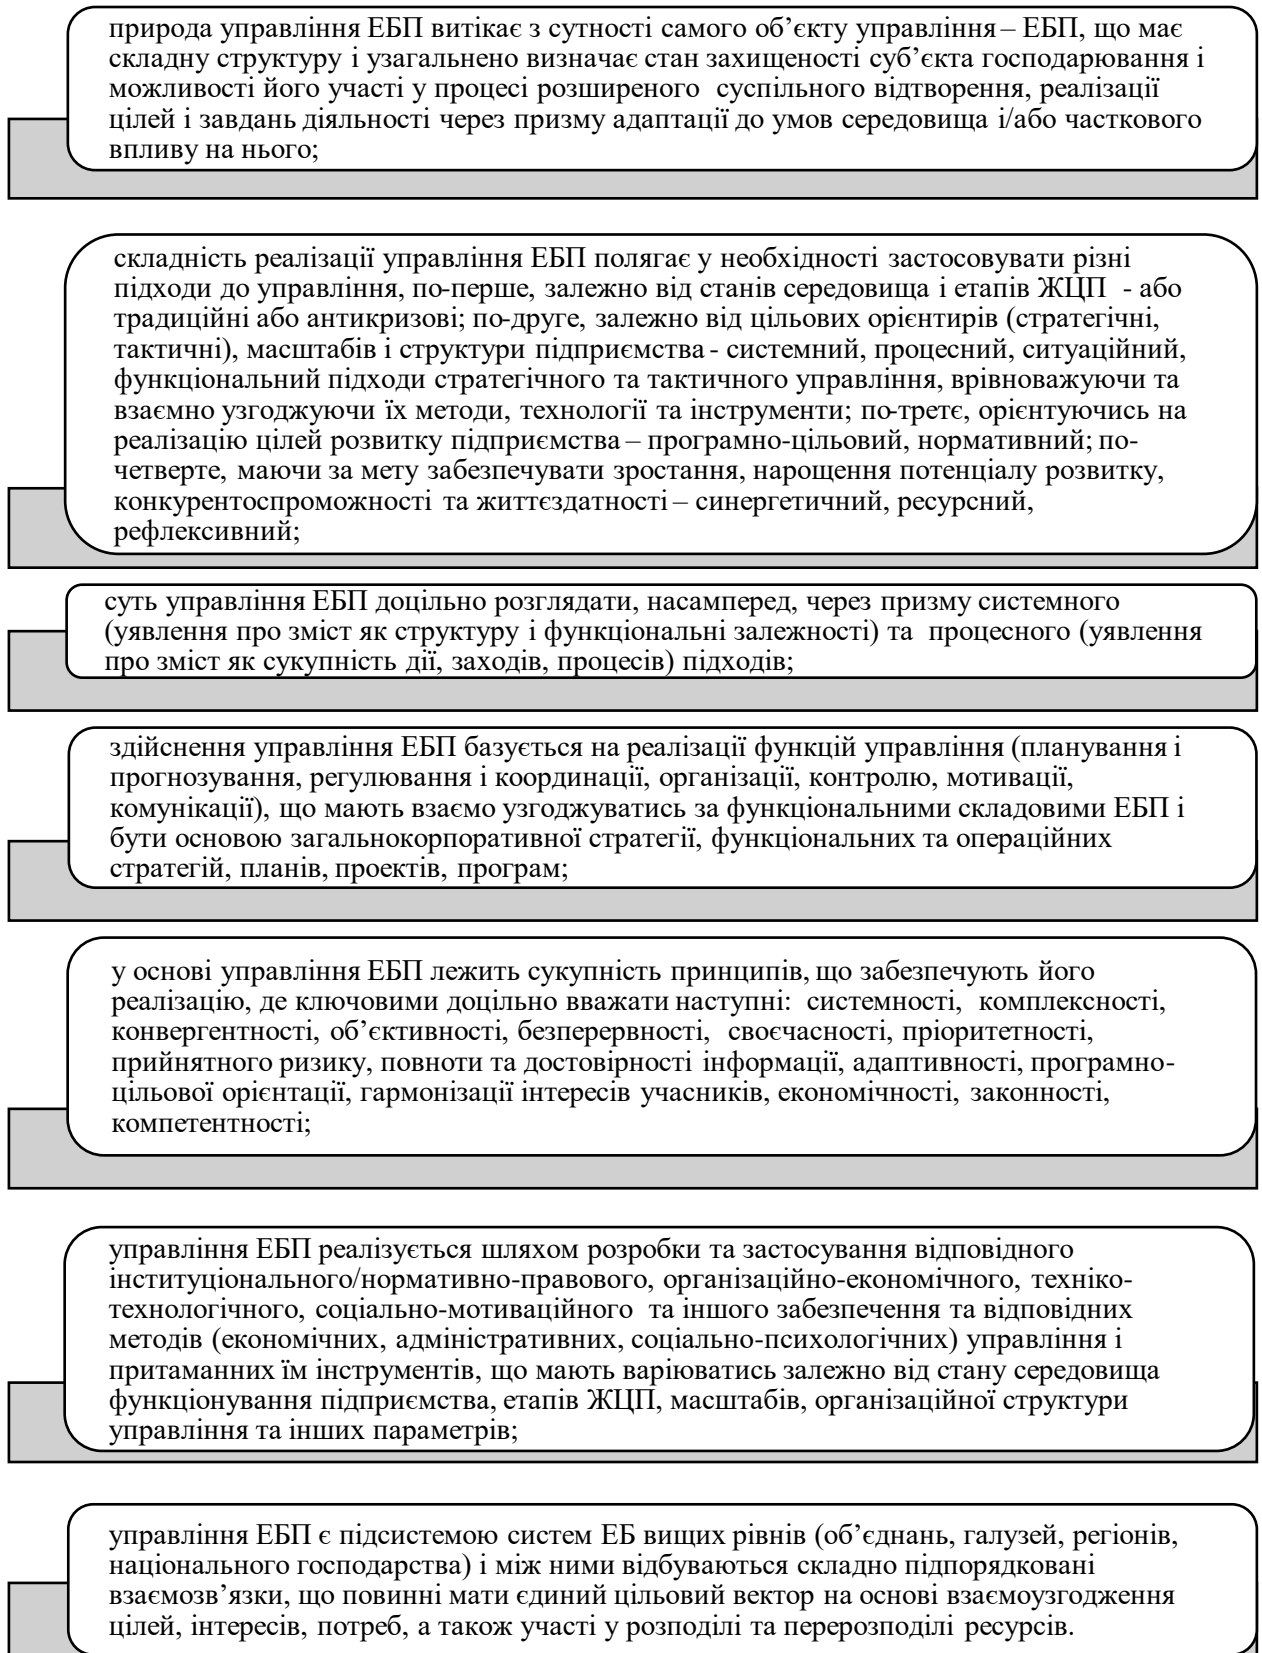 природа управління ЕБП витікає з сутності самого об’єкту управління – ЕБП, що має
складну структуру і узагальнено визначає стан захищеності суб’єкта господарювання і
можливості його участі у процесі розширеного суспільного відтворення, реалізації
цілей і завдань діяльності через призму адаптації до умов середовища і/або часткового
впливу на нього;
складність реалізації управління ЕБП полягає у необхідності застосовувати різні
підходи до управління, по-перше, залежно від станів середовища і етапів ЖЦП - або
традиційні або антикризові; по-друге, залежно від цільових орієнтирів (стратегічні,
тактичні), масштабів і структури підприємства - системний, процесний, ситуаційний,
функціональний підходи стратегічного та тактичного управління, врівноважуючи та
взаємно узгоджуючи їх методи, технології та інструменти; по-третє, орієнтуючись на
реалізацію цілей розвитку підприємства – програмно-цільовий, нормативний; по-
четверте, маючи за мету забезпечувати зростання, нарощення потенціалу розвитку,
конкурентоспроможності та життєздатності – синергетичний, ресурсний,
рефлексивний;
суть управління ЕБП доцільно розглядати, насамперед, через призму системного
(уявлення про зміст як структуру і функціональні залежності) та процесного (уявлення
про зміст як сукупність дії, заходів, процесів) підходів;
здійснення управління ЕБП базується на реалізації функцій управління (планування і
прогнозування, регулювання і координації, організації, контролю, мотивації,
комунікації), що мають взаємо узгоджуватись за функціональними складовими ЕБП і
бути основою загальнокорпоративної стратегії, функціональних та операційних
стратегій, планів, проектів, програм;
у основі управління ЕБП лежить сукупність принципів, що забезпечують його
реалізацію, де ключовими доцільно вважати наступні: системності, комплексності,
конвергентності, об’єктивності, безперервності, своєчасності, пріоритетності,
прийнятного ризику, повноти та достовірності інформації, адаптивності, програмно-
цільової орієнтації, гармонізації інтересів учасників, економічності, законності,
компетентності;
управління ЕБП реалізується шляхом розробки та застосування відповідного
інституціонального/нормативно-правового, організаційно-економічного, техніко-
технологічного, соціально-мотиваційного та іншого забезпечення та відповідних
методів (економічних, адміністративних, соціально-психологічних) управління і
притаманних їм інструментів, що мають варіюватись залежно від стану середовища
функціонування підприємства, етапів ЖЦП, масштабів, організаційної структури
управління та інших параметрів;
управління ЕБП є підсистемою систем ЕБ вищих рівнів (об’єднань, галузей, регіонів,
національного господарства) і між ними відбуваються складно підпорядковані
взаємозв’язки, що повинні мати єдиний цільовий вектор на основі взаємоузгодження
цілей, інтересів, потреб, а також участі у розподілі та перерозподілі ресурсів.